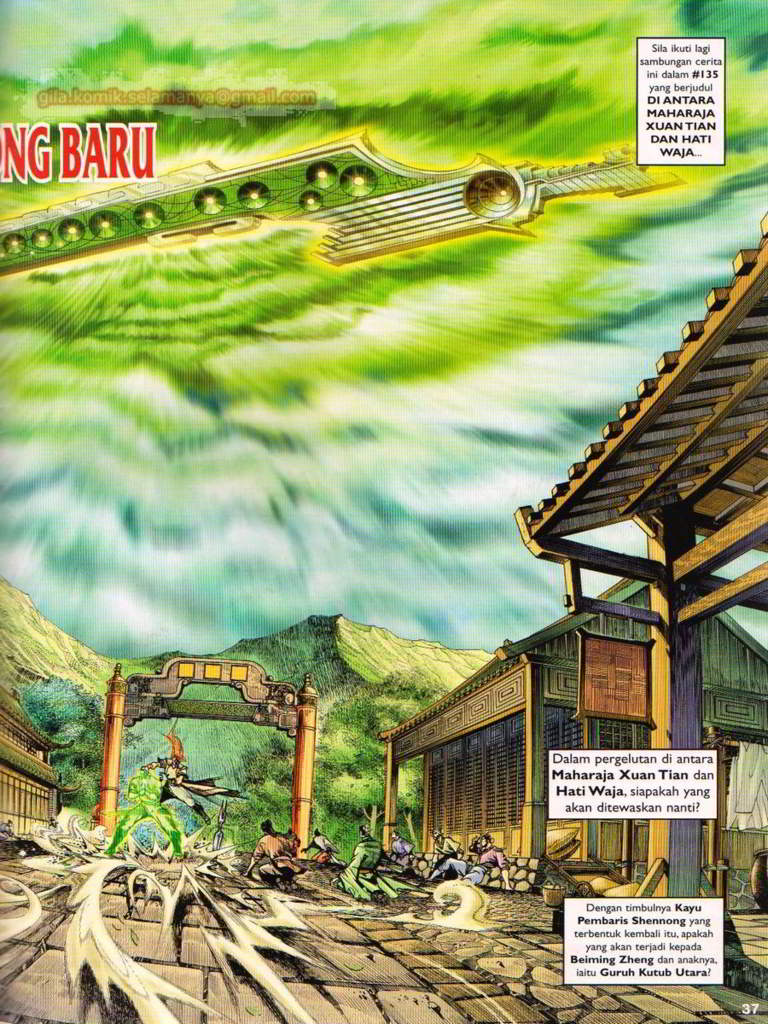 Sila ikuti lagi
sambungan cerita
ini dalam #135
yang berjudul
DI ANTARA
MAHARAJA
XUAN TIAN
DAN HATI
WAJA...
gila.komik.selamanya@gmail.com
NG BARU
Dalam pergelutan di antara
Maharaja Xuan Tian dan
Hati Waja, siapakah yang
akan ditewaskan nanti?
Dengan timbulnya Kayu
Pembaris Shennong yang
terbentuk kembali itu, apakah
yang akan terjadi kepada
Beiming Zheng dan anaknya,
iaitu Guruh Kutub Utara?
37